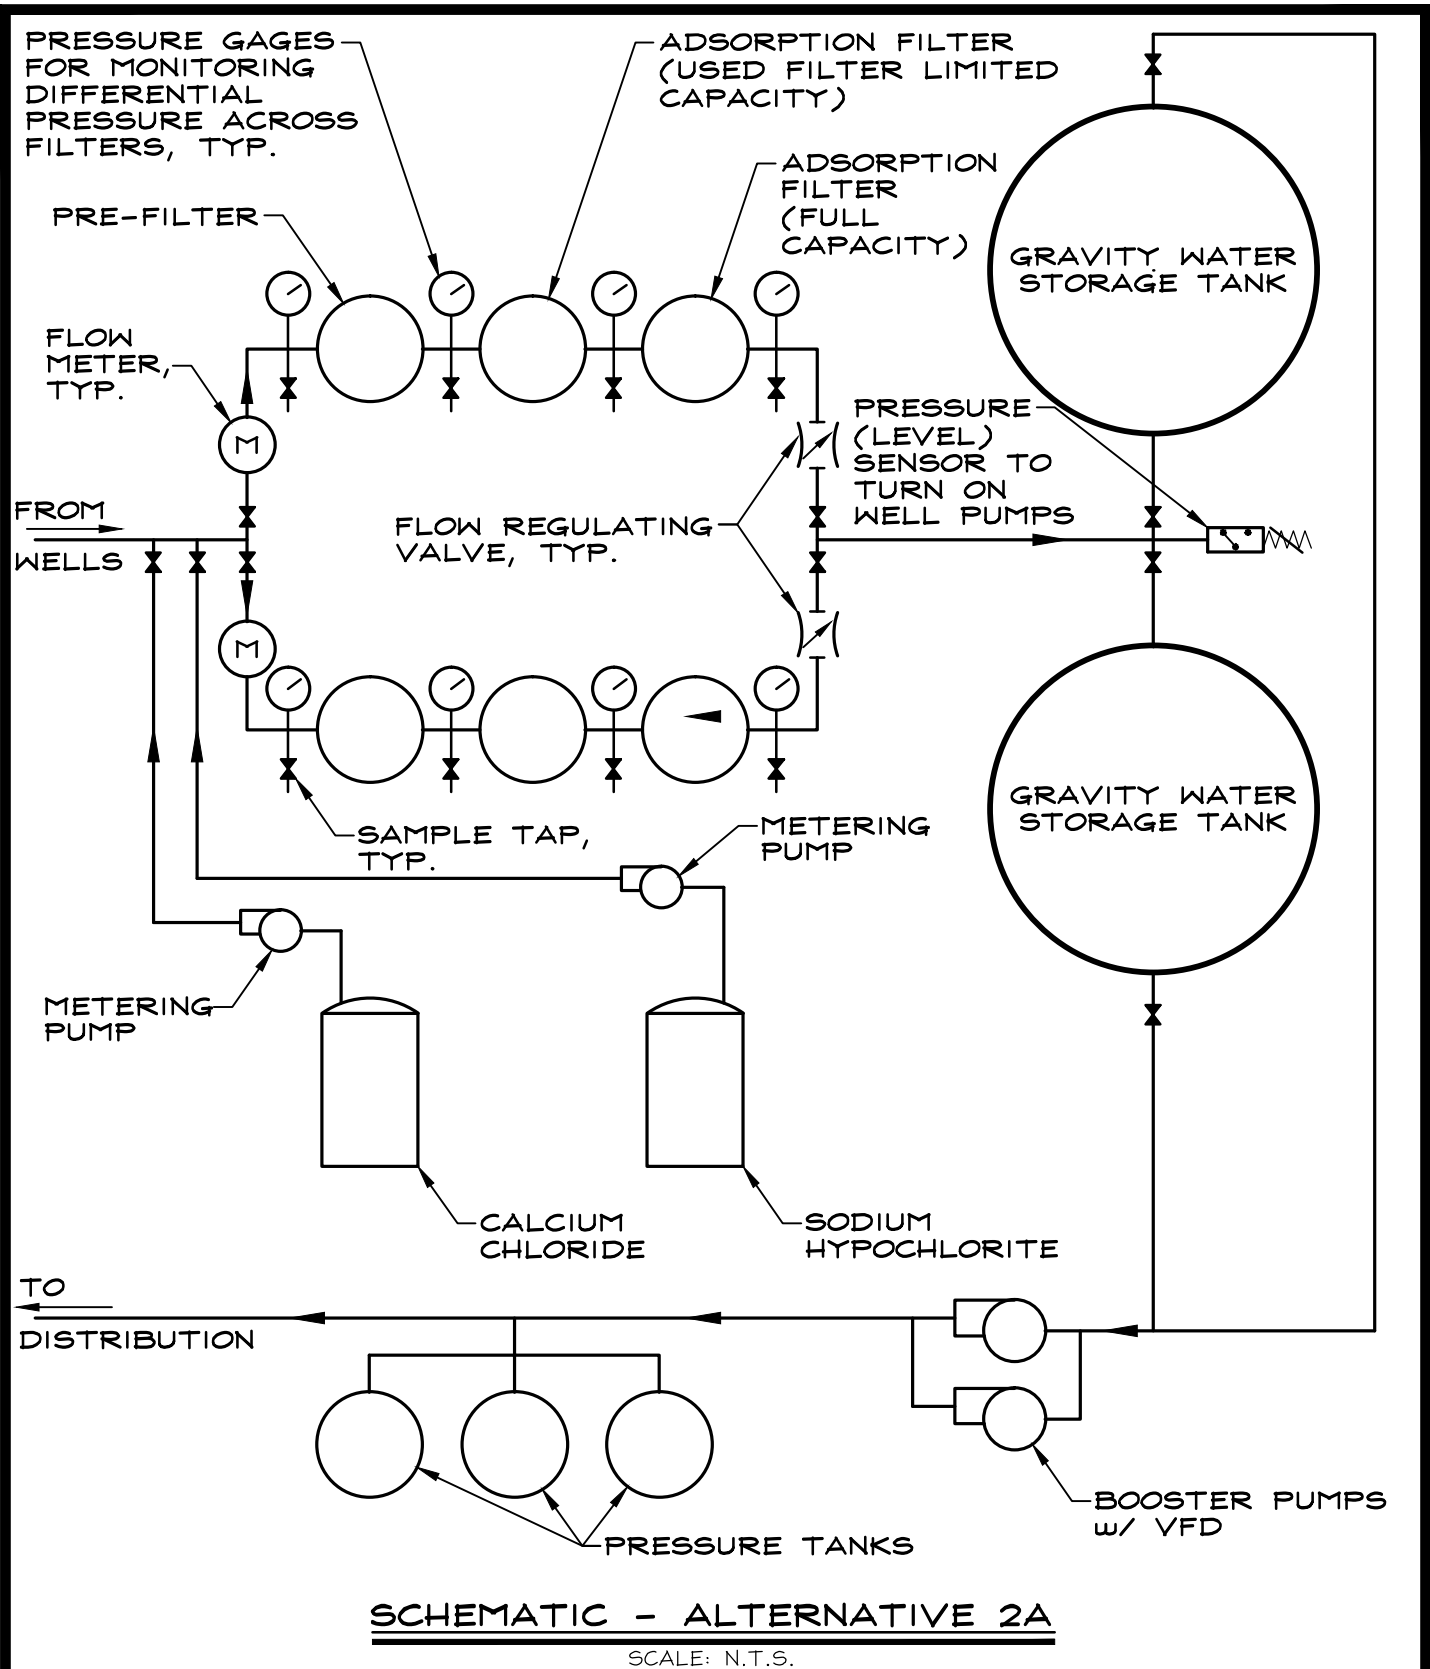 PRESSURE GAGES
FOR MONITORING
DIFFERENTIAL
PRESSURE ACROSS
FILTERS, TYP.
ADSORPTION FILTER
(USED FILTER LIMITED
CAPACITY)
ADSORPTION
FILTER
(FULL
CAPACITY)
PRE-FILTER
GRAVITY WATER
STORAGE TANK
FLOW
METER,
TYP.
M
PRESSURE
(LEVEL)
SENSOR TO
TURN ON
WELL PUMPS
FROM
WELLS
FLOW REGULATING
VALVE, TYP.
M
GRAVITY WATER
STORAGE TANK
SAMPLE TAP,
TYP.
METERING
PUMP
METERING
PUMP
CALCIUM
CHLORIDE
SODIUM
HYPOCHLORITE
TO
DISTRIBUTION
BOOSTER PUMPS
w/ VFD
PRESSURE TANKS
SCHEMATIC - ALTERNATIVE 2A
SCALE: N.T.S.